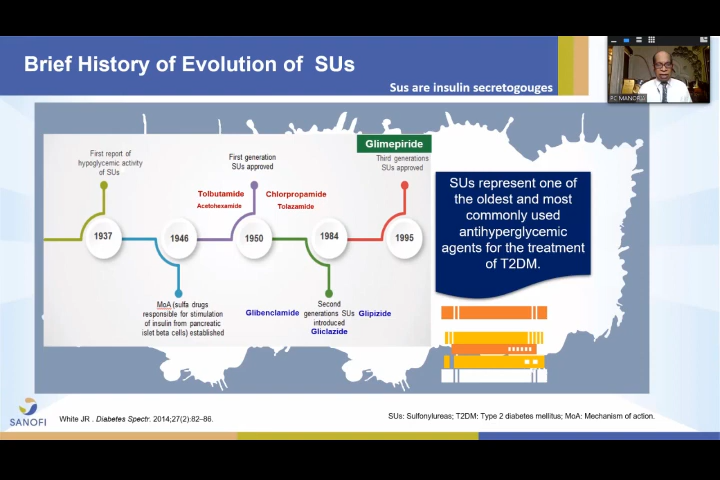 Brief History of Evolution of SUs
Sus are insulin secretogouges
PC MANORIA
Glimepiride
First report of
hypoglycemic activity
of SUs
First generation
SUs approved
Third generations
SUs approved
Tolbutamide
Chlorpropamide
Acetohexamide
Tolazamide
1937
1946
1950
1984
1995
MoA (sulfa drugs
responsible for stimulation
of insulin from pancreatic
islet beta cells) established
Glibenclamide
Second
generations SUs
introduced
Glipizide
Gliclazide
SUs represent one of
the oldest and most
commonly used
antihyperglycemic
agents for the treatment
of T2DM.
SANOFI
White JR . Diabetes Spectr. 2014;27(2):82–86.
SUs: Sulfonylureas; T2DM: Type 2 diabetes mellitus; MoA: Mechanism of action.